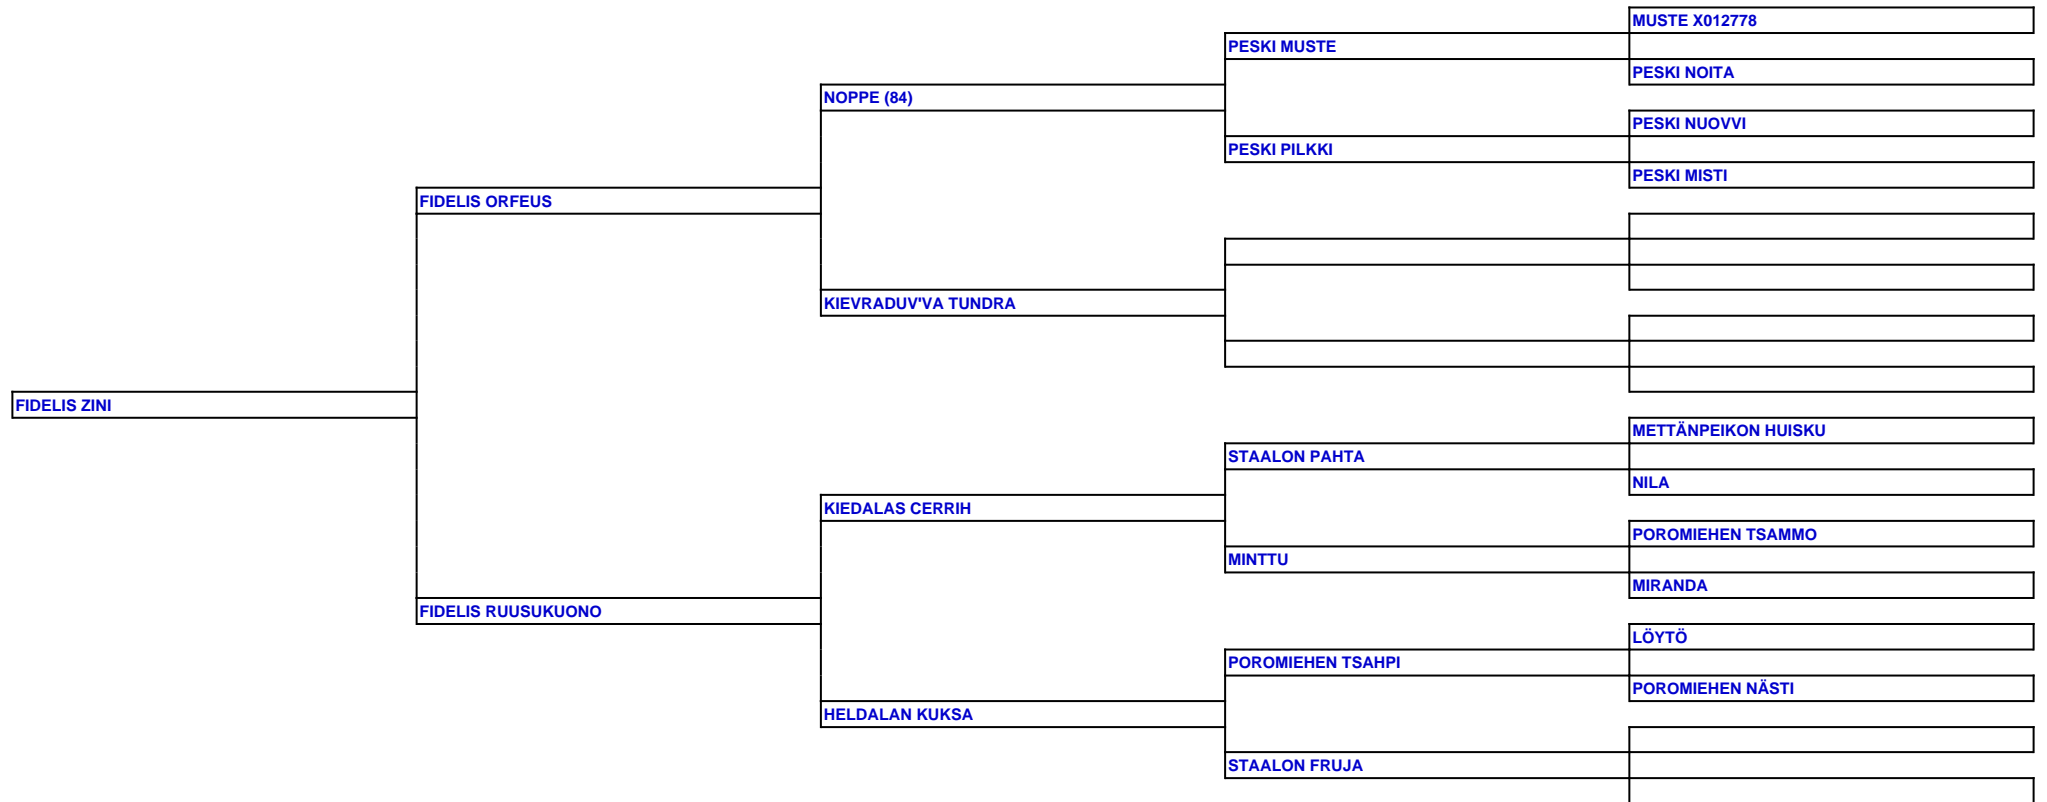 MUSTE X012778
PESKI MUSTE
PESKI NOITA
NOPPE (84)
PESKI NUOVVI
PESKI PILKKI
PESKI MISTI
FIDELIS ORFEUS
KIEVRADUV'VA TUNDRA
FIDELIS ZINI
METTÄNPEIKON HUISKU
STAALON PAHTA
NILA
KIEDALAS CERRIH
POROMIEHEN TSAMMO
MINTTU
MIRANDA
FIDELIS RUUSUKUONO
LÖYTÖ
POROMIEHEN TSAHPI
POROMIEHEN NÄSTI
HELDALAN KUKSA
STAALON FRUJA